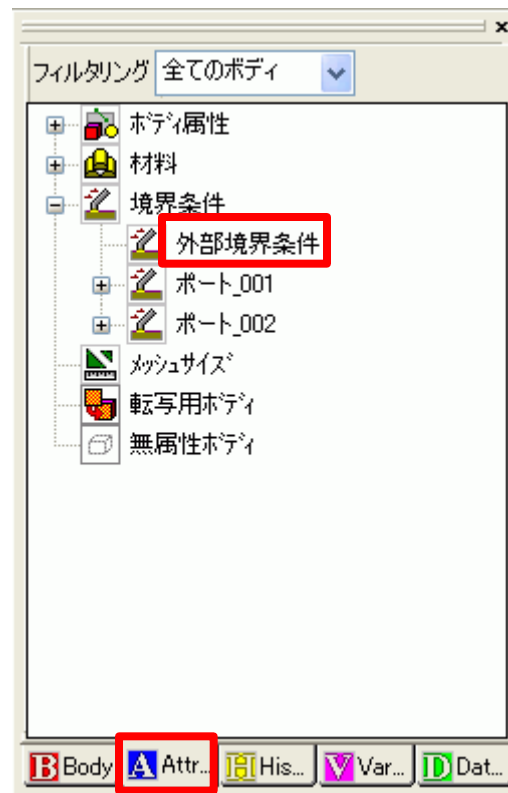 フィルタリング 全てのボディ
ﾎﾞﾃﾞｨ属性
材料
境界条件
外部境界条件
ポート_001
ポート_002
ﾒｯｼｭｻｲｽﾞ
転写用ﾎﾞﾃﾞｨ
無属性ﾎﾞﾃﾞｨ
B Body A Attr... H His... V Var... D Dat...